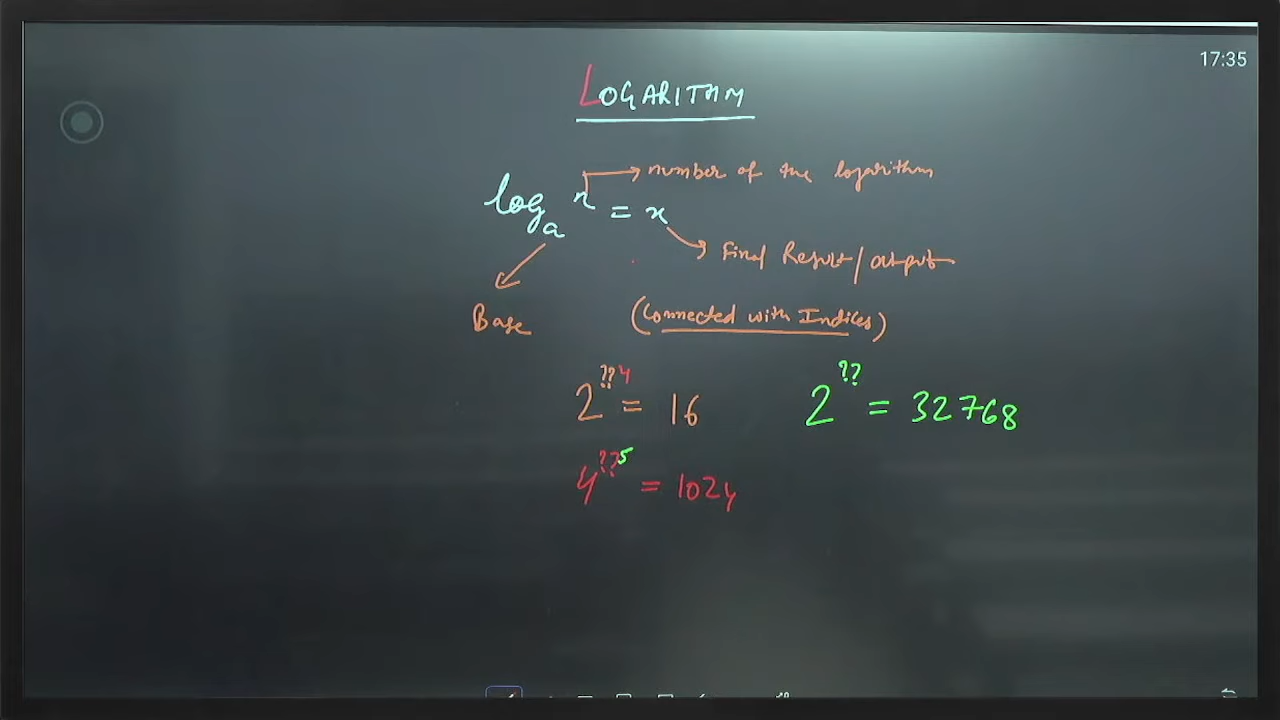 17:35
LOGARITHM
log_a n = x
number of the logarithm
Final Result/output
Base
(Connected with Indices)
2^??4 = 16
2^?? = 32768
4^??5 = 1024